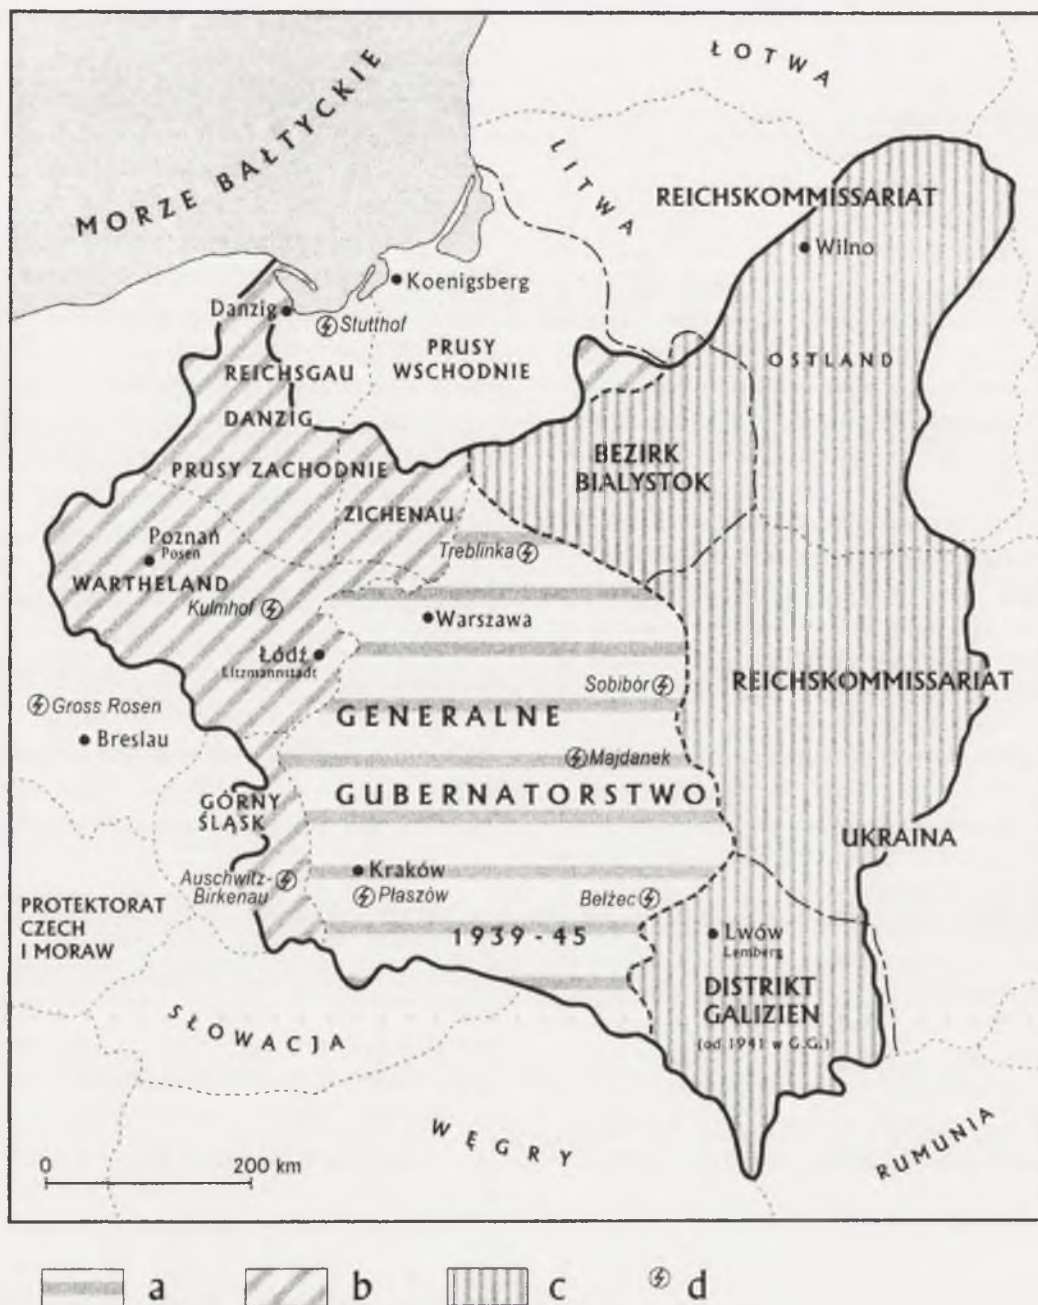 ŁOTWA
MORZE BAŁTYCKIE
LITWA
REICHSKOMMISSARIAT
Wilno
Koenigsberg
Danzig
Stutthof
PRUSY
WSCHODNIE
OSTLAND
REICHSGAU
DANZIG
BEZIRK
BIALYSTOK
PRUSY ZACHODNIE
ZICHENAU
Poznań
Posen
Treblinka
WARTHELAND
Kulmhof
Warszawa
Łódź
Litzmannstadt
Sobibór
REICHSKOMMISSARIAT
Gross Rosen
GENERALNE
Breslau
Majdanek
GUBERNATORSTWO
GÓRNY
ŚLĄSK
UKRAINA
Auschwitz-
Birkenau
Kraków
Płaszów
Bełżec
PROTEKTORAT
CZECH
I MORAW
1939-45
Lwów
Lemberg
DISTRIKT
GALIZIEN
(od 1941 w G.G.)
SŁOWACJA
WĘGRY
RUMUNIA
0 200 km
a b c d